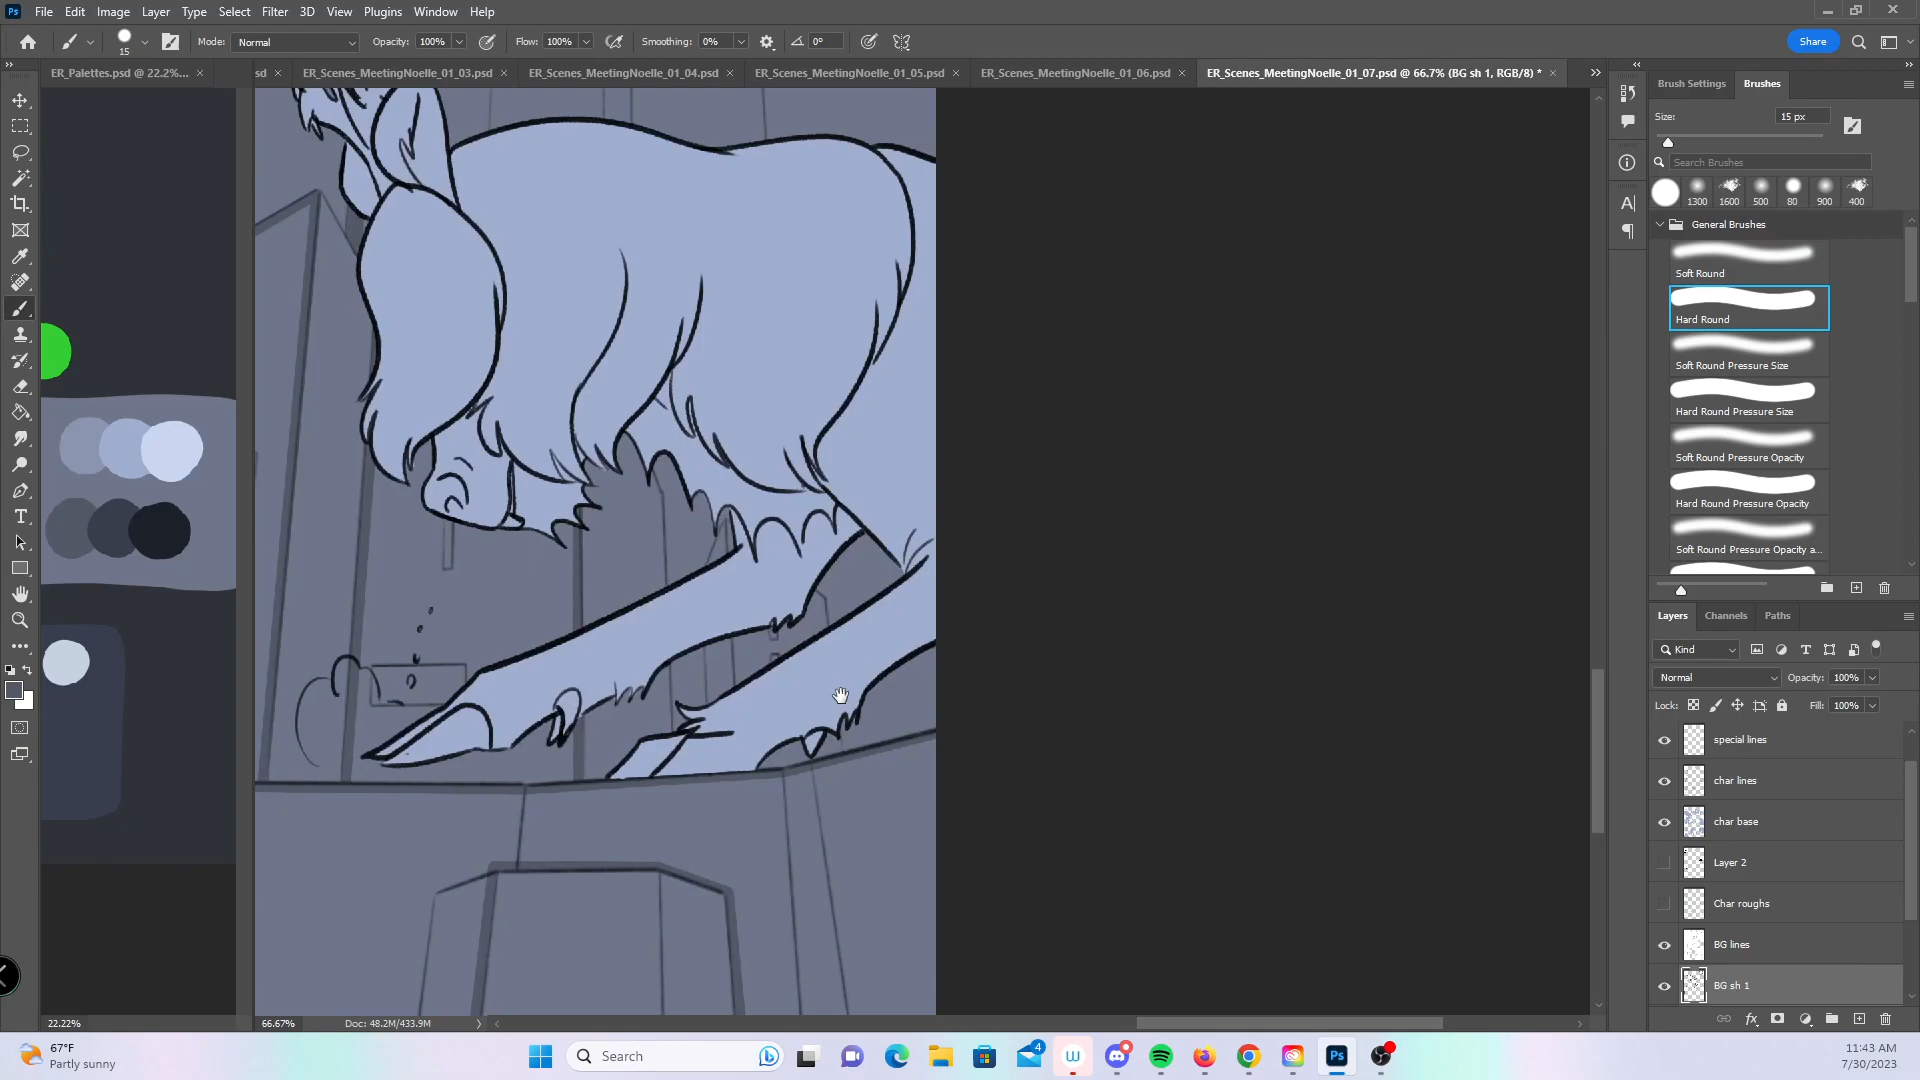 Ps File Edit Image Layer Type Select Filter 3D View Plugins Window Help
15 Mode: Normal Opacity: 100% Flow: 100% Smoothing: 0% 0° Share
ER_Palettes.psd @ 22.2%... × sd × ER_Scenes_MeetingNoelle_01_03.psd × ER_Scenes_MeetingNoelle_01_04.psd × ER_Scenes_MeetingNoelle_01_05.psd × ER_Scenes_MeetingNoelle_01_06.psd × ER_Scenes_MeetingNoelle_01_07.psd @ 66.7% (BG sh 1, RGB/8) * ×
Brush Settings Brushes
Size: 15 px
Search Brushes
1300 1600 500 80 900 400
General Brushes
Soft Round
Hard Round
Soft Round Pressure Size
Hard Round Pressure Size
Soft Round Pressure Opacity
Hard Round Pressure Opacity
Soft Round Pressure Opacity a...
Layers Channels Paths
Kind
Normal Opacity: 100%
Lock: Fill: 100%
special lines
char lines
char base
Layer 2
Char roughs
BG lines
BG sh 1
22.22% 66.67% Doc: 48.2M/433.9M
67°F
Partly sunny
Search
4
Ps
11:43 AM
7/30/2023